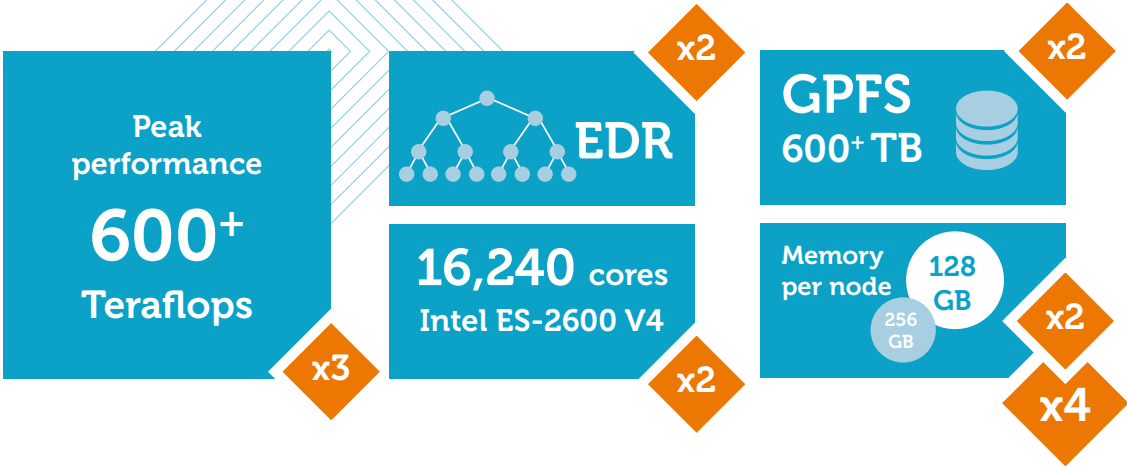 Peak
performance
600+
Teraflops
x3
EDR
x2
16,240 cores
Intel ES-2600 V4
x2
GPFS
600+ TB
x2
Memory
per node
128
GB
256
GB
x2
x4